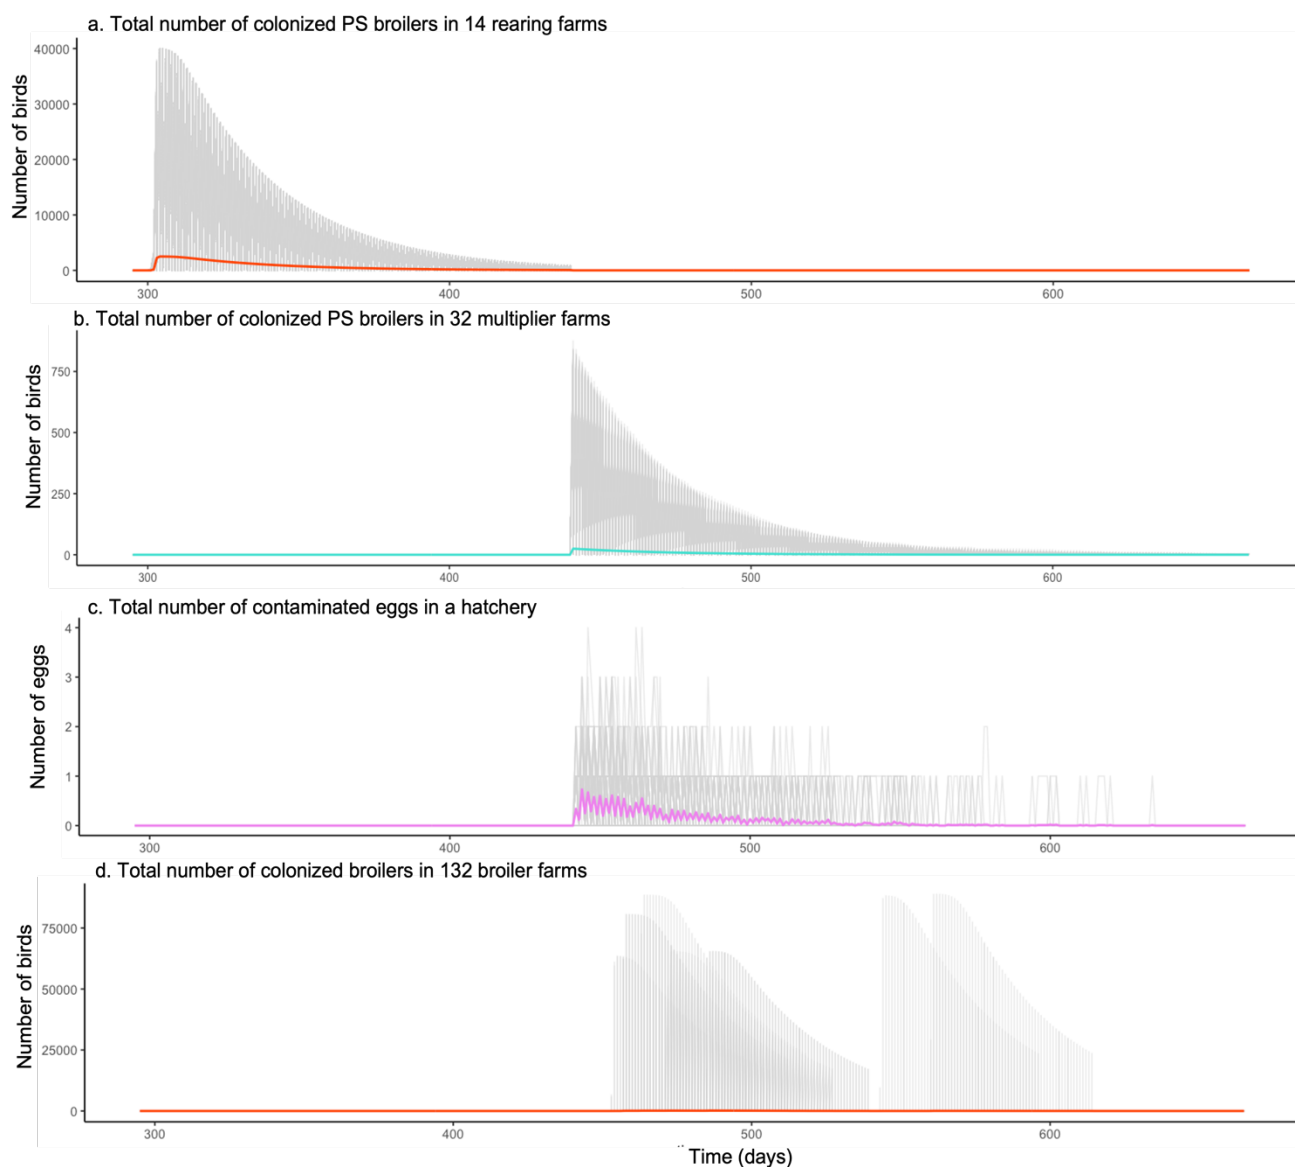 a. Total number of colonized PS broilers in 14 rearing farms
Number of birds
40000
30000
20000
10000
0
300 400 500 600
b. Total number of colonized PS broilers in 32 multiplier farms
Number of birds
750
500
250
0
300 400 500 600
c. Total number of contaminated eggs in a hatchery
Number of eggs
4
3
2
1
0
300 400 500 600
d. Total number of colonized broilers in 132 broiler farms
Number of birds
75000
50000
25000
0
300 400 500 600
Time (days)